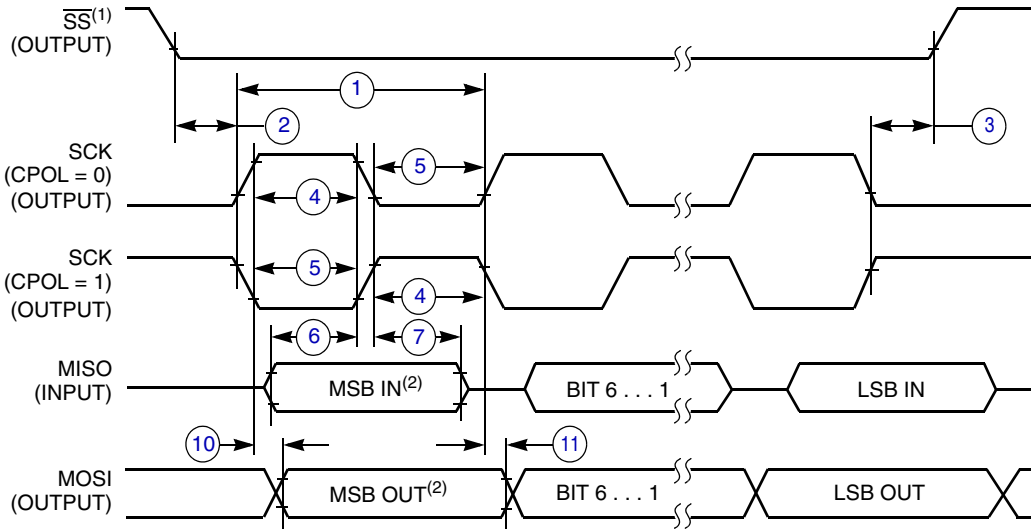 SS(1)
(OUTPUT)
1
2
3
SCK
(CPOL = 0)
(OUTPUT)
5
4
SCK
(CPOL = 1)
(OUTPUT)
5
4
6
7
MISO
(INPUT)
MSB IN(2)
BIT 6 . . . 1
LSB IN
10
11
MOSI
(OUTPUT)
MSB OUT(2)
BIT 6 . . . 1
LSB OUT